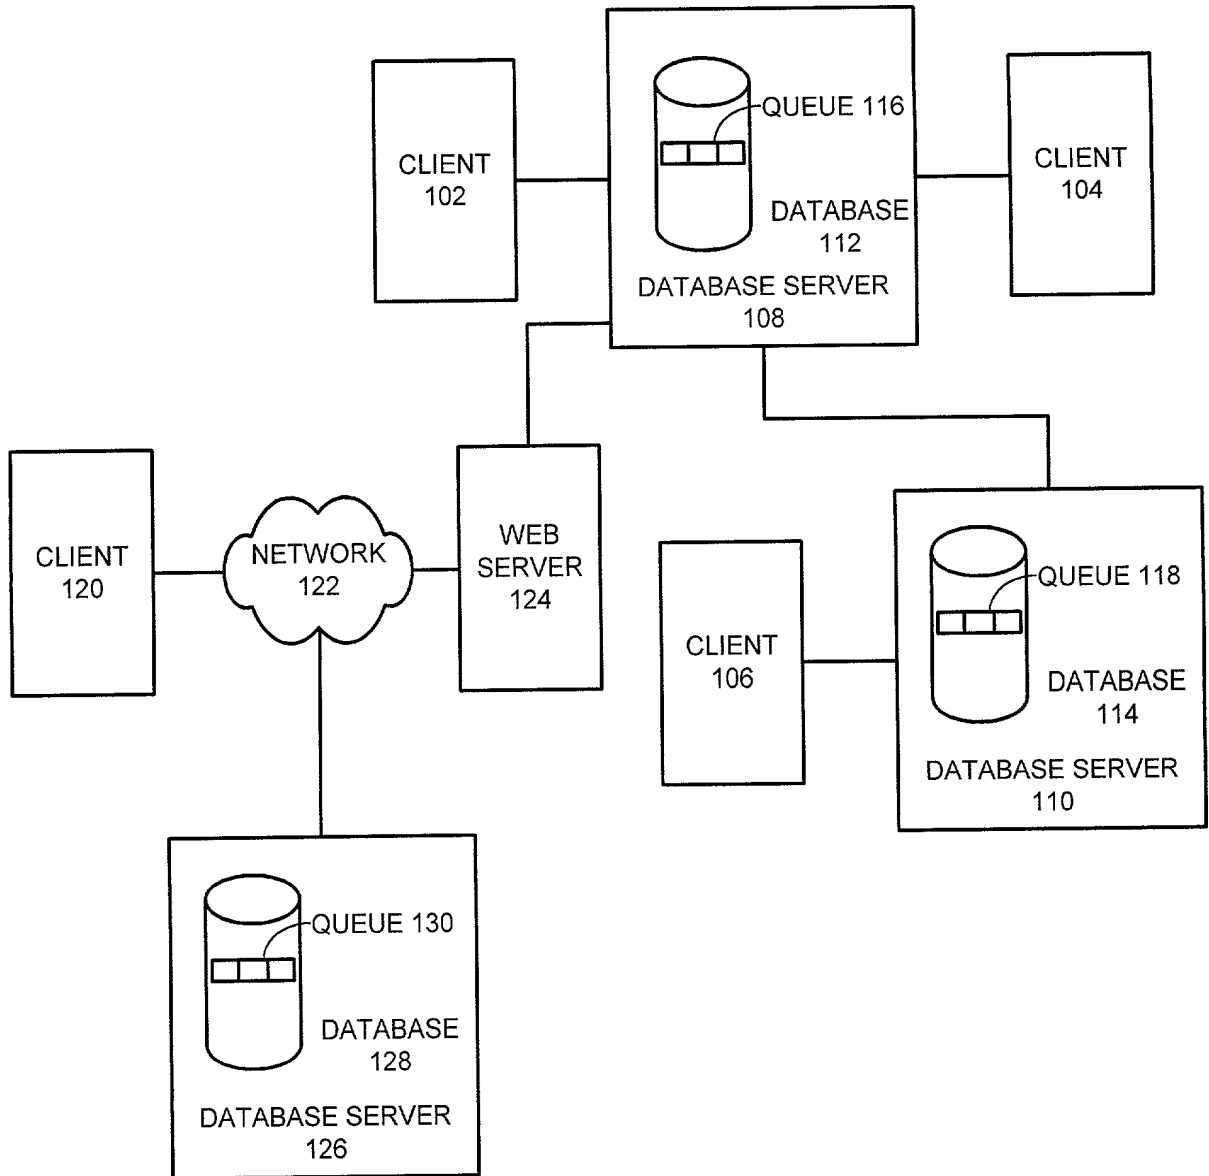 QUEUE 116
CLIENT
102
CLIENT
104
DATABASE
112
DATABASE SERVER
108
CLIENT
120
NETWORK
122
WEB
SERVER
124
QUEUE 118
CLIENT
106
DATABASE
114
DATABASE SERVER
110
QUEUE 130
DATABASE
128
DATABASE SERVER
126